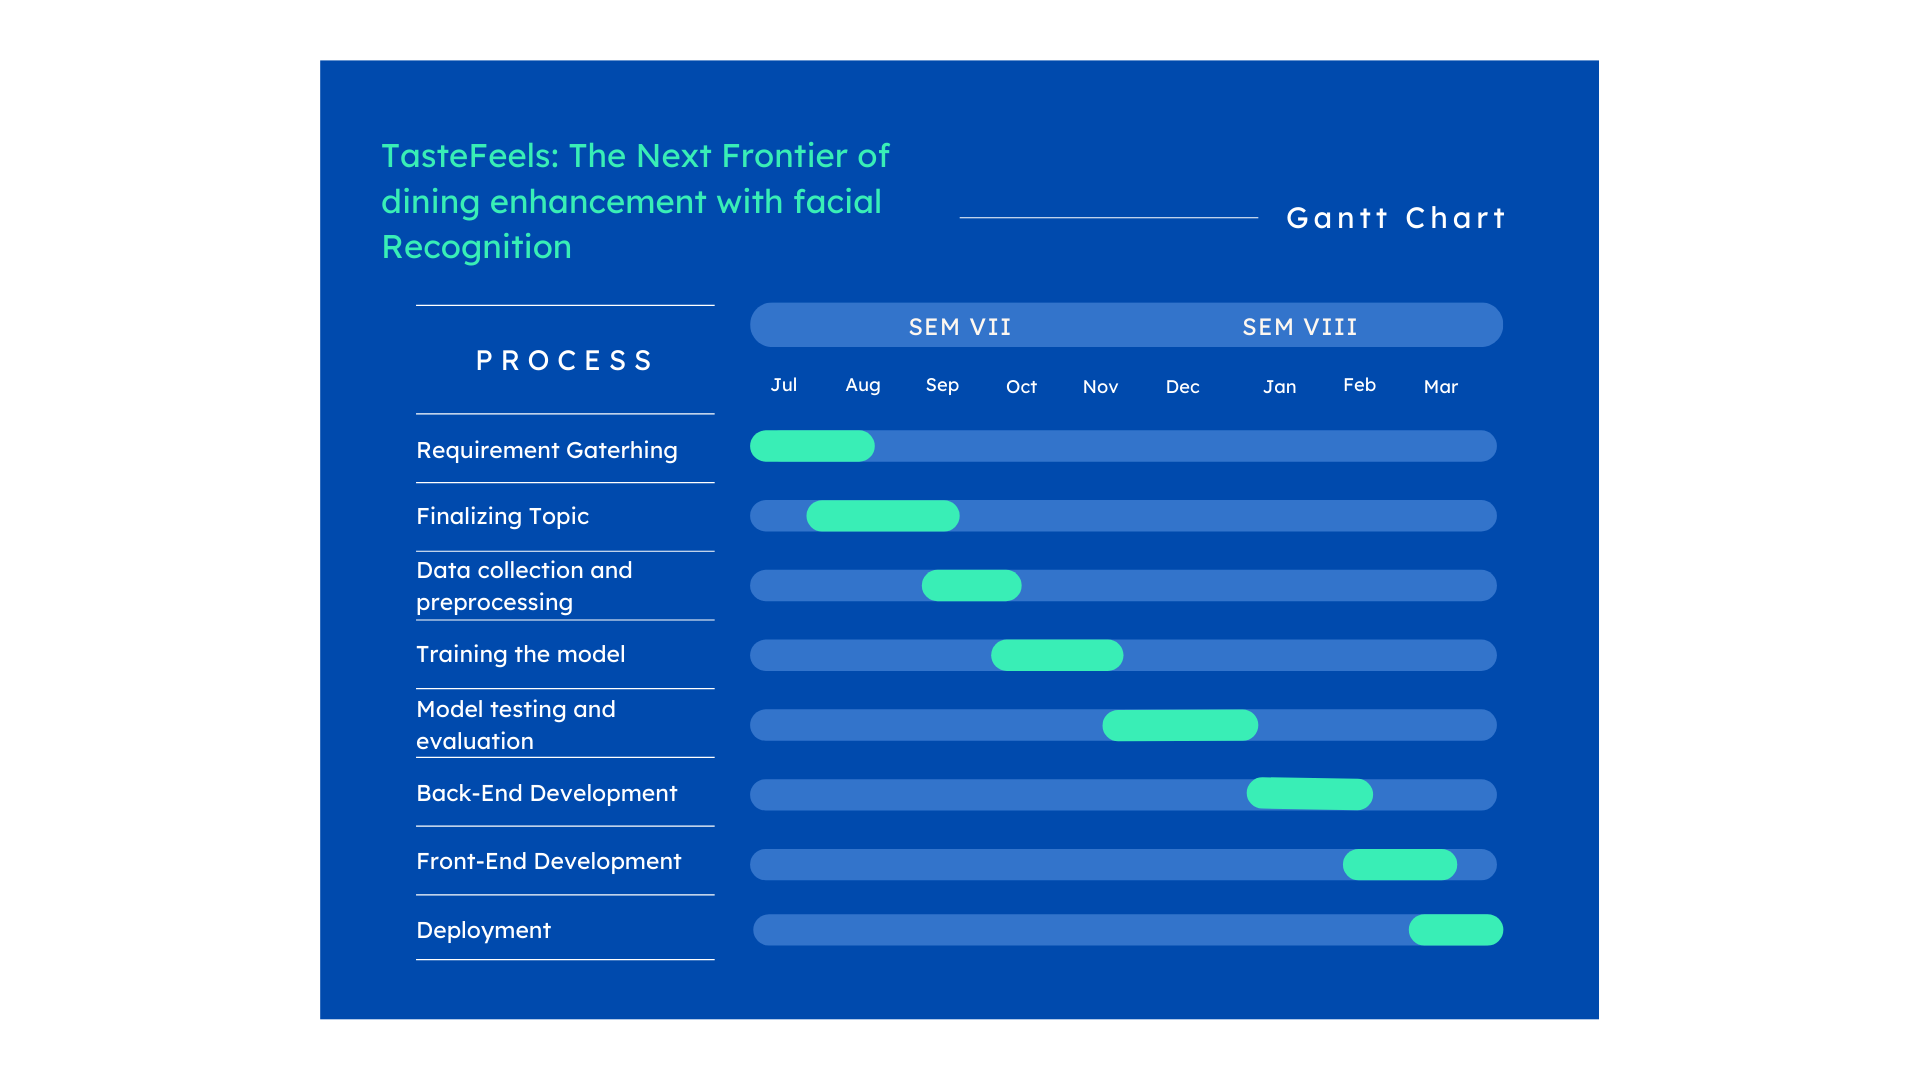 TasteFeels: The Next Frontier of
dining enhancement with facial
Recognition
Gantt Chart
PROCESS
SEM VII SEM VIII
Jul Aug Sep Oct Nov Dec Jan Feb Mar
Requirement Gaterhing
Finalizing Topic
Data collection and
preprocessing
Training the model
Model testing and
evaluation
Back-End Development
Front-End Development
Deployment